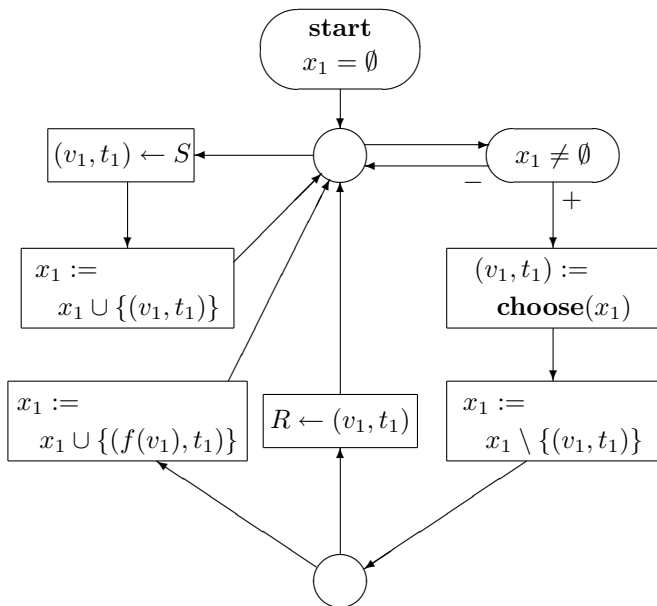 start
x₁ = ∅
(v₁, t₁) ← S
x₁ ≠ ∅
−
+
x₁ :=
x₁ ∪ {(v₁, t₁)}
(v₁, t₁) :=
choose(x₁)
x₁ :=
x₁ ∪ {(f(v₁), t₁)}
R ← (v₁, t₁)
x₁ :=
x₁ \ {(v₁, t₁)}